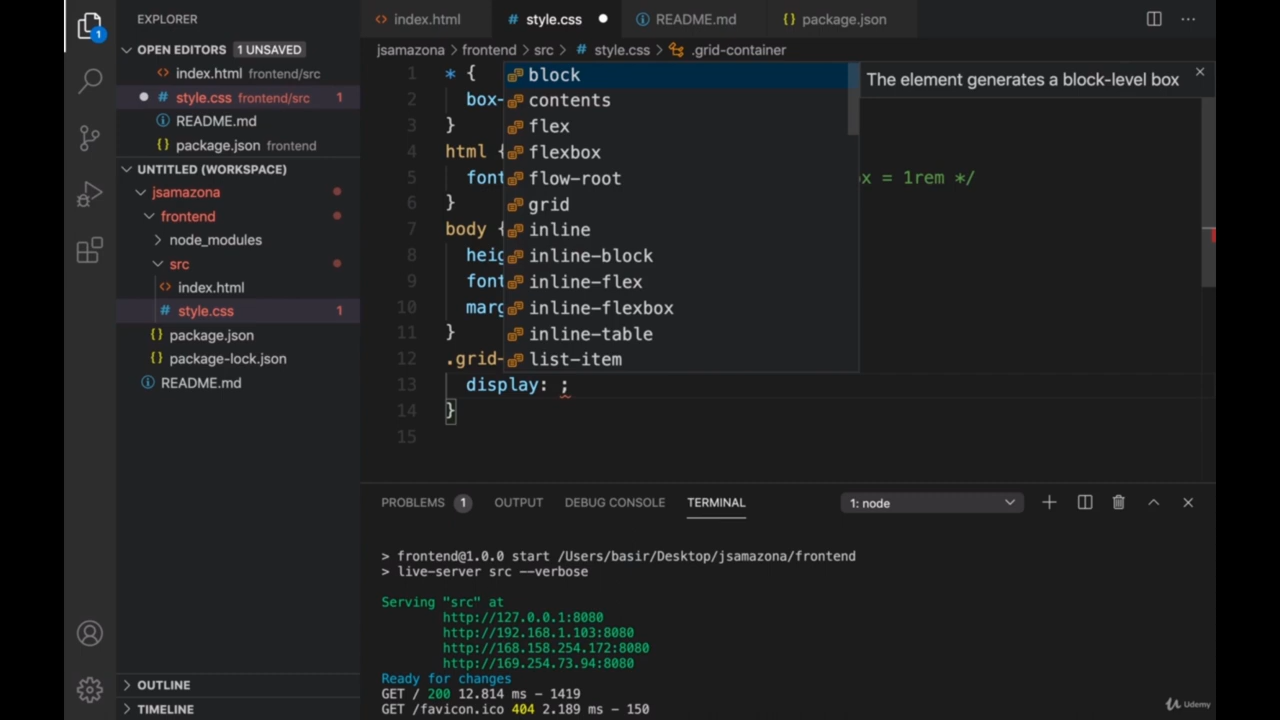 EXPLORER
index.html
style.css
README.md
{} package.json
OPEN EDITORS 1 UNSAVED
jsamazona > frontend > src > # style.css > .grid-container
index.html frontend/src
# style.css frontend/src 1
README.md
{} package.json frontend
UNTITLED (WORKSPACE)
jsamazona
frontend
node_modules
src
index.html
# style.css 1
{} package.json
{} package-lock.json
README.md
OUTLINE
TIMELINE
1 * {
2 box-
3 }
4 html {
5 font x = 1rem */
6 }
7 body {
8 heig
9 font
10 marg
11 }
12 .grid-
13 display: ;
14 }
15
block
contents
flex
flexbox
flow-root
grid
inline
inline-block
inline-flex
inline-flexbox
inline-table
list-item
The element generates a block-level box
PROBLEMS 1 OUTPUT DEBUG CONSOLE TERMINAL 1: node
> frontend@1.0.0 start /Users/basir/Desktop/jsamazona/frontend
> live-server src --verbose
Serving "src" at
http://127.0.0.1:8080
http://192.168.1.103:8080
http://168.158.254.172:8080
http://169.254.73.94:8080
Ready for changes
GET / 200 12.814 ms - 1419
GET /favicon.ico 404 2.189 ms - 150
1
Udemy